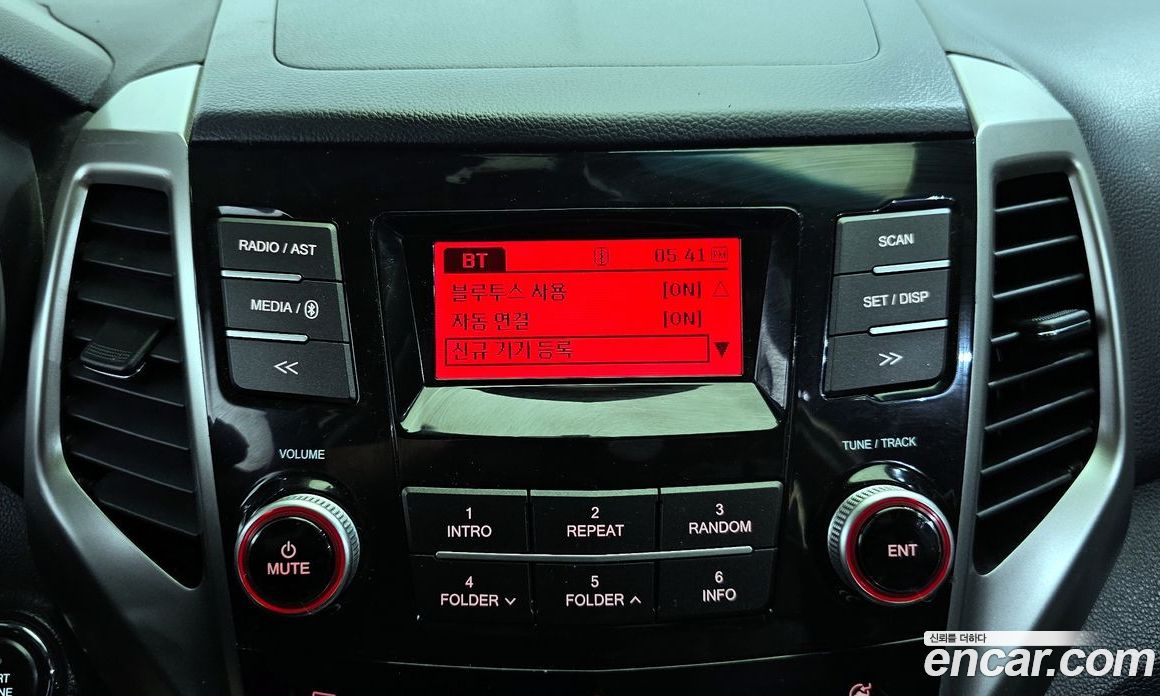 RADIO / AST
MEDIA /
<<
BT 05:41 PM
블루투스 사용 [ON]
자동 연결 [ON]
신규 기기 등록
SCAN
SET / DISP
>>
VOLUME
MUTE
TUNE / TRACK
ENT
1
INTRO
2
REPEAT
3
RANDOM
4
FOLDER
5
FOLDER
6
INFO
신뢰를 더하다
encar.com